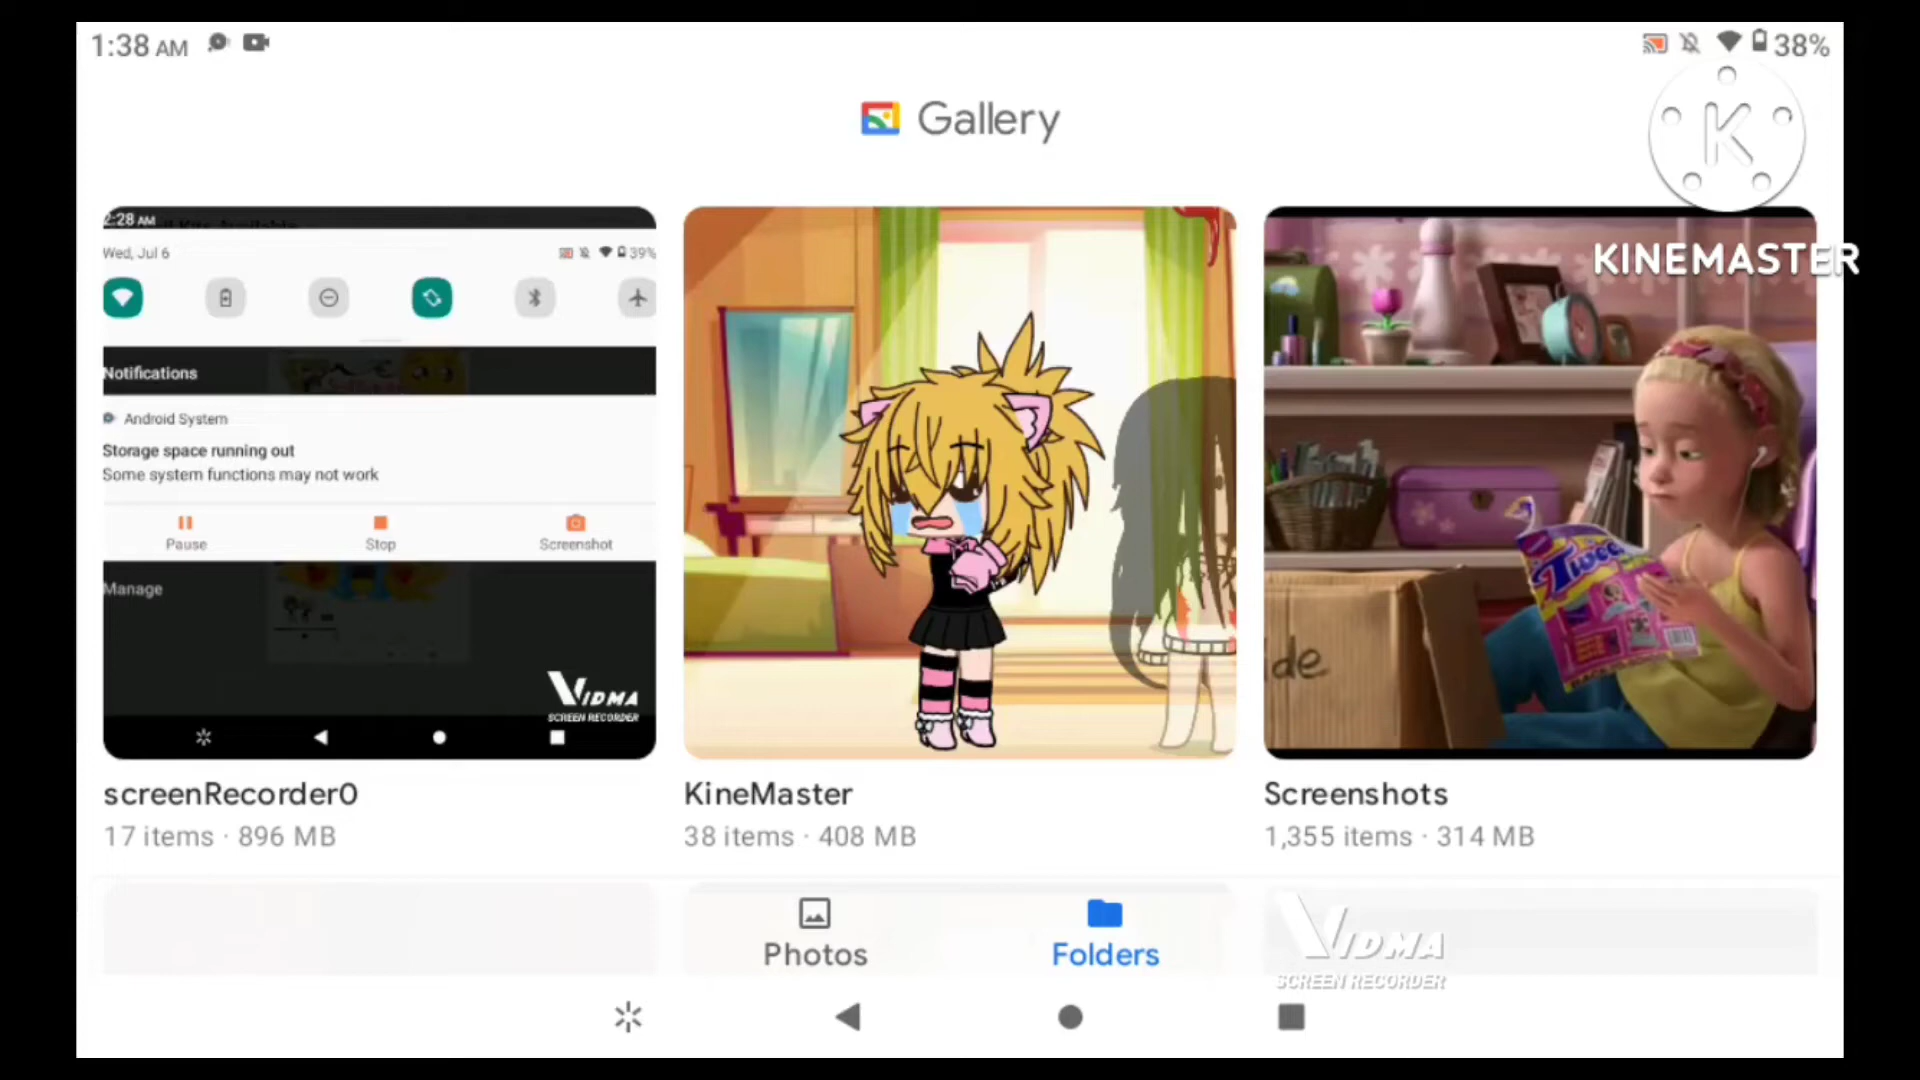 1:38 AM
38%
Gallery
K
KINEMASTER
2:28 AM
Wed, Jul 6
39%
Notifications
Android System
Storage space running out
Some system functions may not work
Pause
Stop
Screenshot
Manage
VIDMA
SCREEN RECORDER
Tween
ide
screenRecorder0
KineMaster
Screenshots
17 items · 896 MB
38 items · 408 MB
1,355 items · 314 MB
Photos
Folders
VIDMA
SCREEN RECORDER